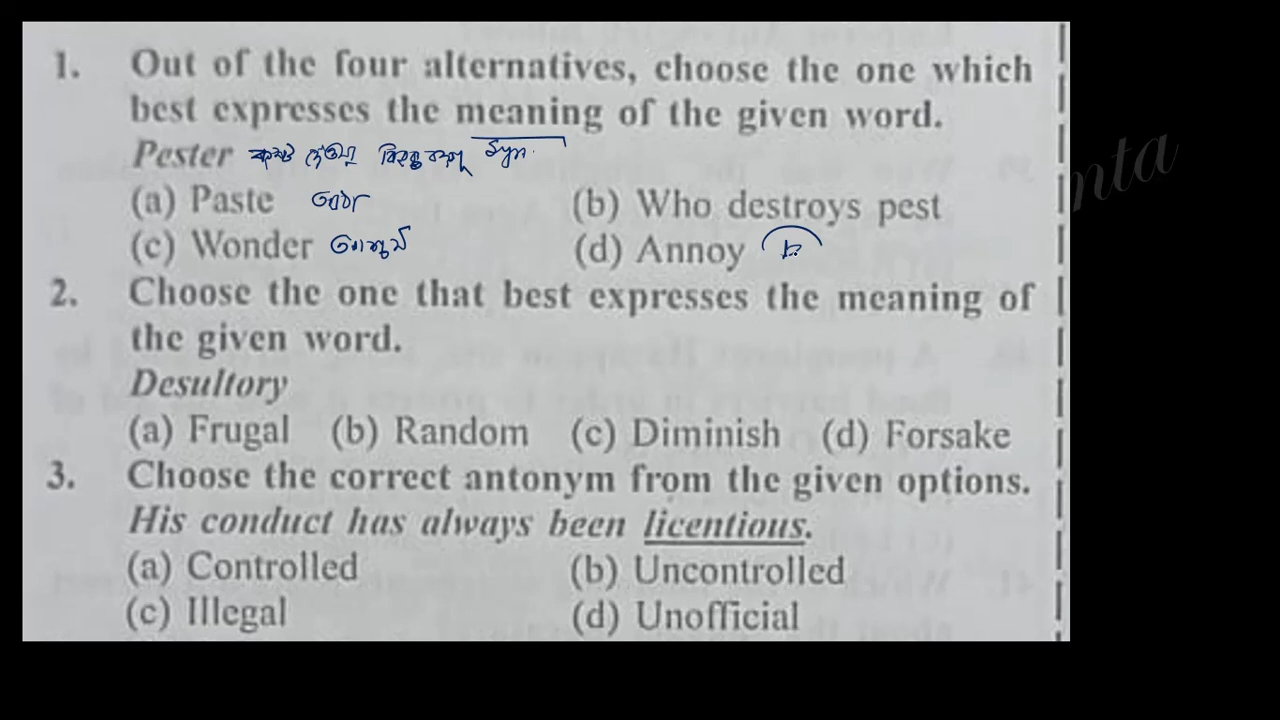 1. Out of the four alternatives, choose the one which
best expresses the meaning of the given word.
Pester কষ্ট দেওয়া বিরক্ত করা Syn.
(a) Paste (b) Who destroys pest
(c) Wonder (d) Annoy
2. Choose the one that best expresses the meaning of
the given word.
Desultory
(a) Frugal (b) Random (c) Diminish (d) Forsake
3. Choose the correct antonym from the given options.
His conduct has always been licentious.
(a) Controlled (b) Uncontrolled
(c) Illegal (d) Unofficial